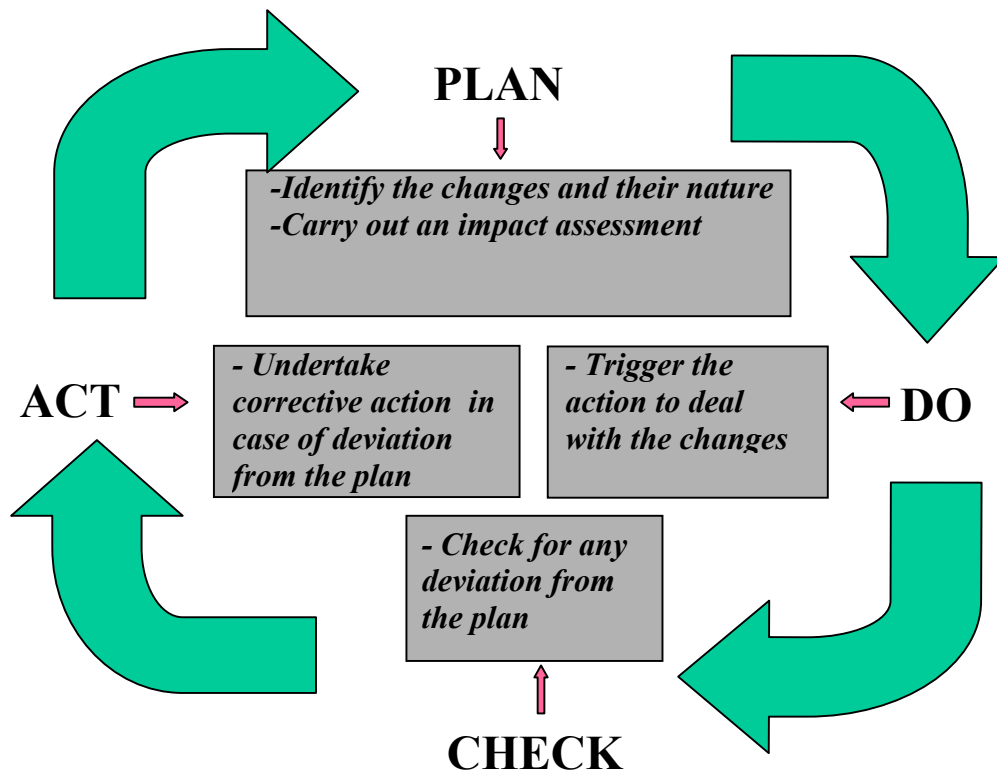 PLAN
-Identify the changes and their nature
-Carry out an impact assessment
ACT
- Undertake
corrective action in
case of deviation
from the plan
- Trigger the
action to deal
with the changes
DO
- Check for any
deviation from
the plan
CHECK